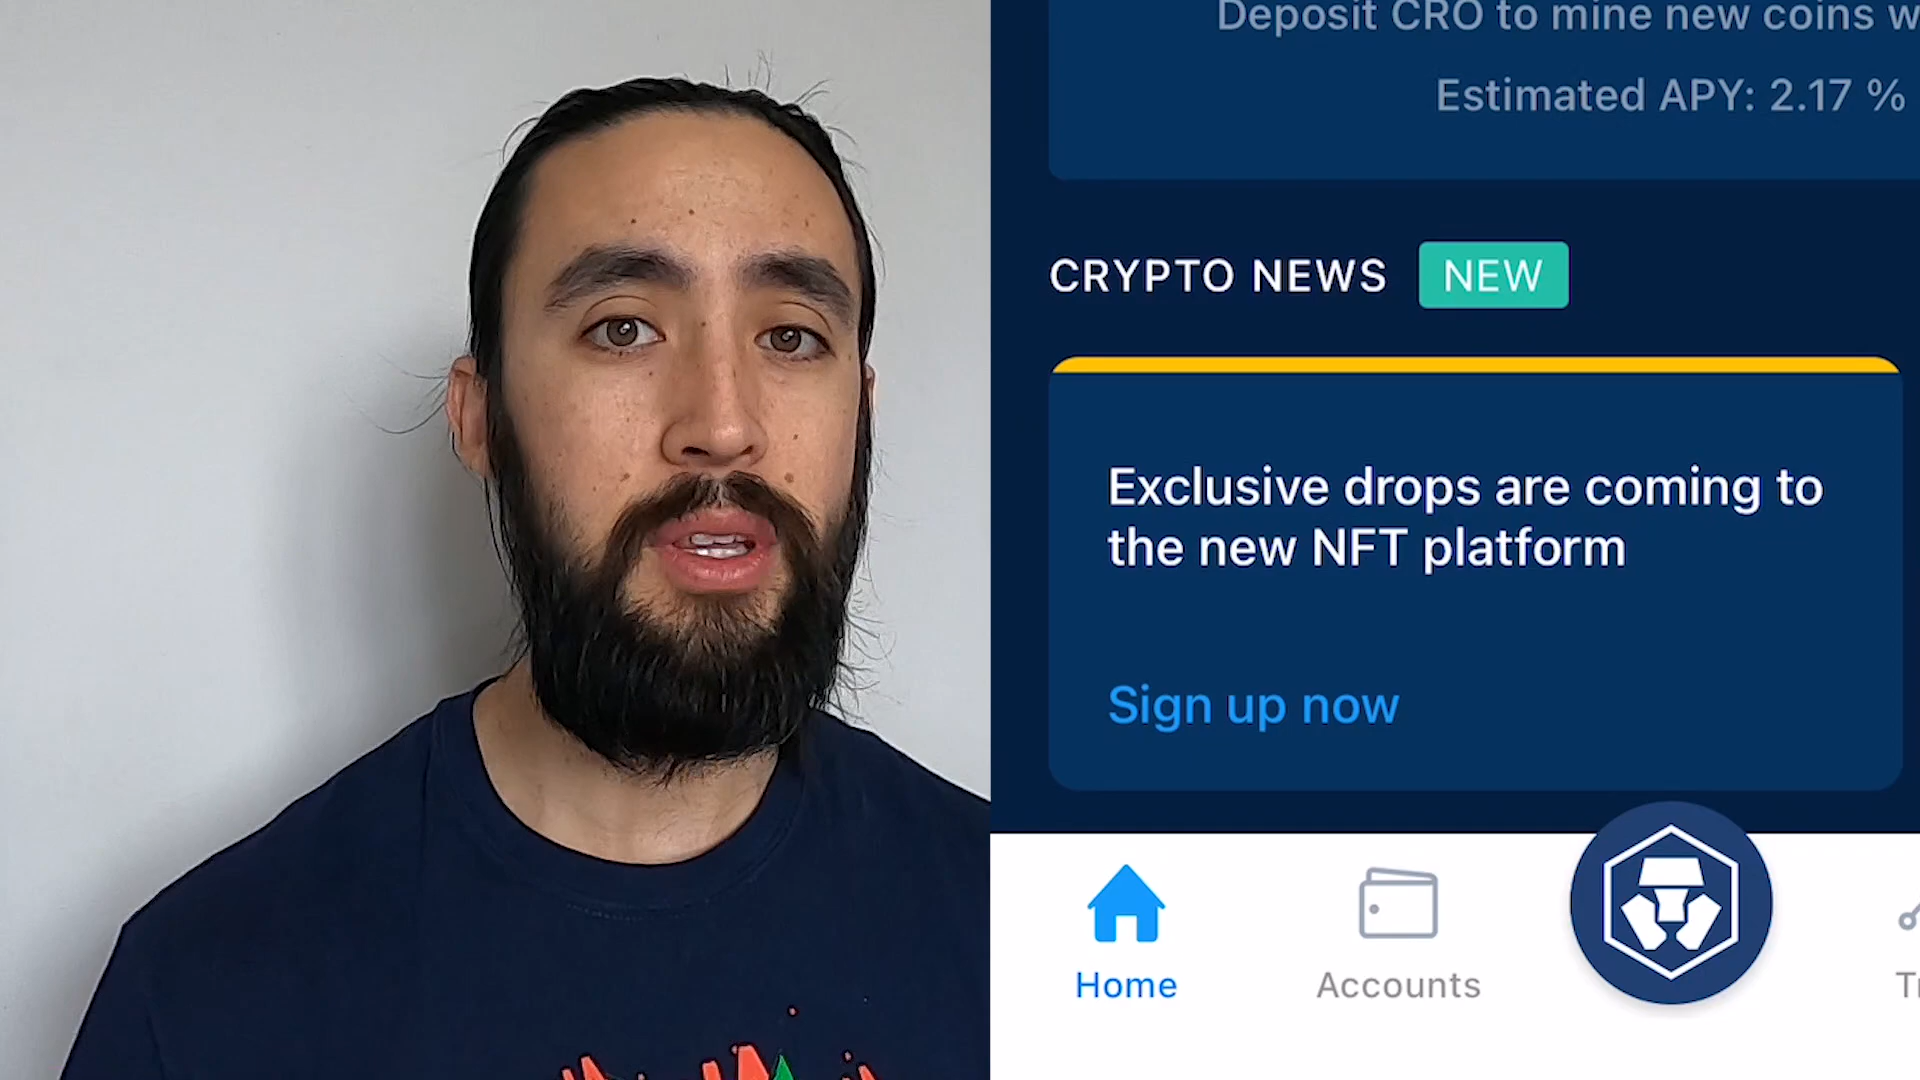 Deposit CRO to mine new coins w
Estimated APY: 2.17 %
CRYPTO NEWS NEW
Exclusive drops are coming to
the new NFT platform
Sign up now
Home Accounts